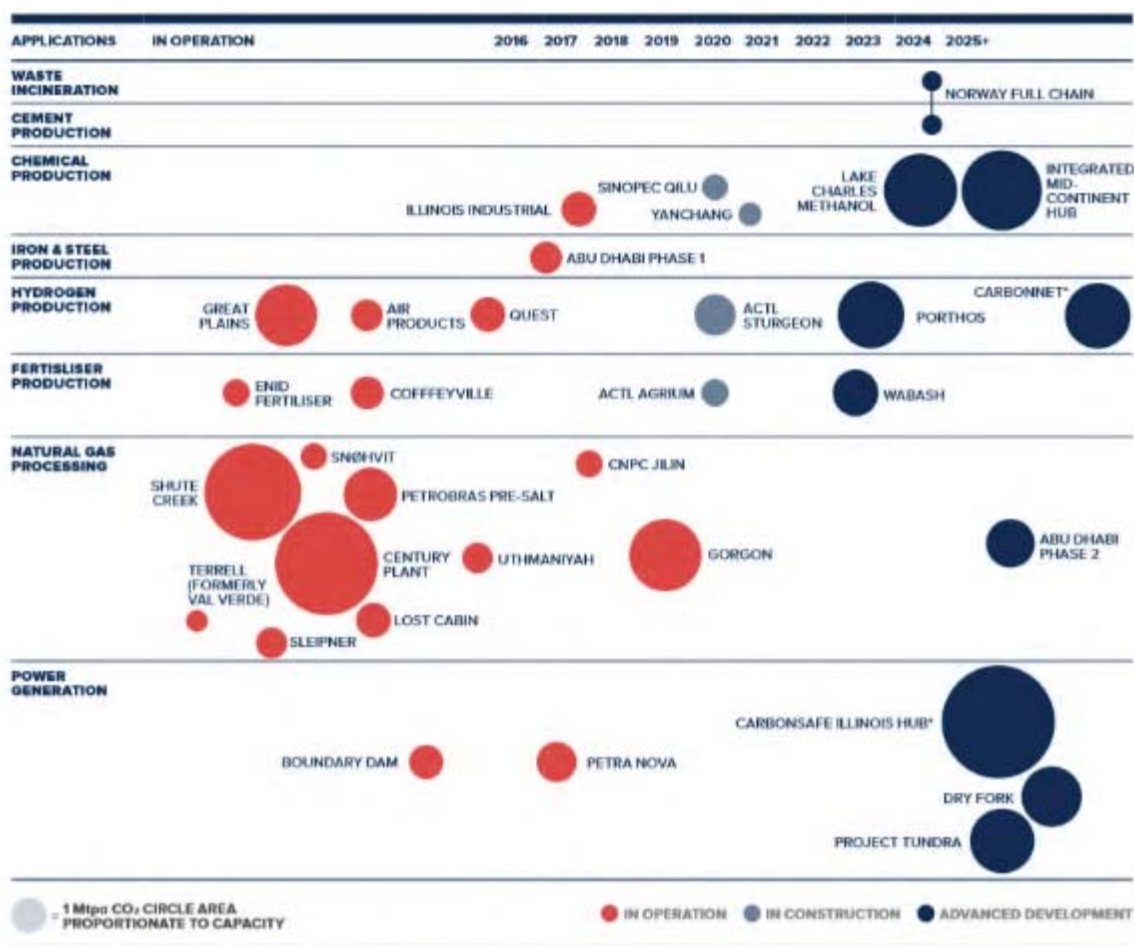 APPLICATIONS IN OPERATION 2016 2017 2018 2019 2020 2021 2022 2023 2024 2025+
WASTE
INCINERATION
NORWAY FULL CHAIN
CEMENT
PRODUCTION
CHEMICAL
PRODUCTION
ILLINOIS INDUSTRIAL
SINOPEC QILU
YANCHANG
LAKE
CHARLES
METHANOL
INTEGRATED
MID-
CONTINENT
HUB
IRON & STEEL
PRODUCTION
ABU DHABI PHASE 1
HYDROGEN
PRODUCTION
GREAT
PLAINS
AIR
PRODUCTS
QUEST
ACTL
STURGEON
PORTHOS
CARBONNET*
FERTISLISER
PRODUCTION
ENID
FERTILISER
COFFFEYVILLE
ACTL AGRIUM
WABASH
NATURAL GAS
PROCESSING
SHUTE
CREEK
SNØHVIT
PETROBRAS PRE-SALT
CNPC JILIN
TERRELL
(FORMERLY
VAL VERDE)
CENTURY
PLANT
UTHMANIYAH
GORGON
ABU DHABI
PHASE 2
LOST CABIN
SLEIPNER
POWER
GENERATION
CARBONSAFE ILLINOIS HUB*
BOUNDARY DAM
PETRA NOVA
DRY FORK
PROJECT TUNDRA
= 1 Mtpa CO₂ CIRCLE AREA
PROPORTIONATE TO CAPACITY
IN OPERATION IN CONSTRUCTION ADVANCED DEVELOPMENT